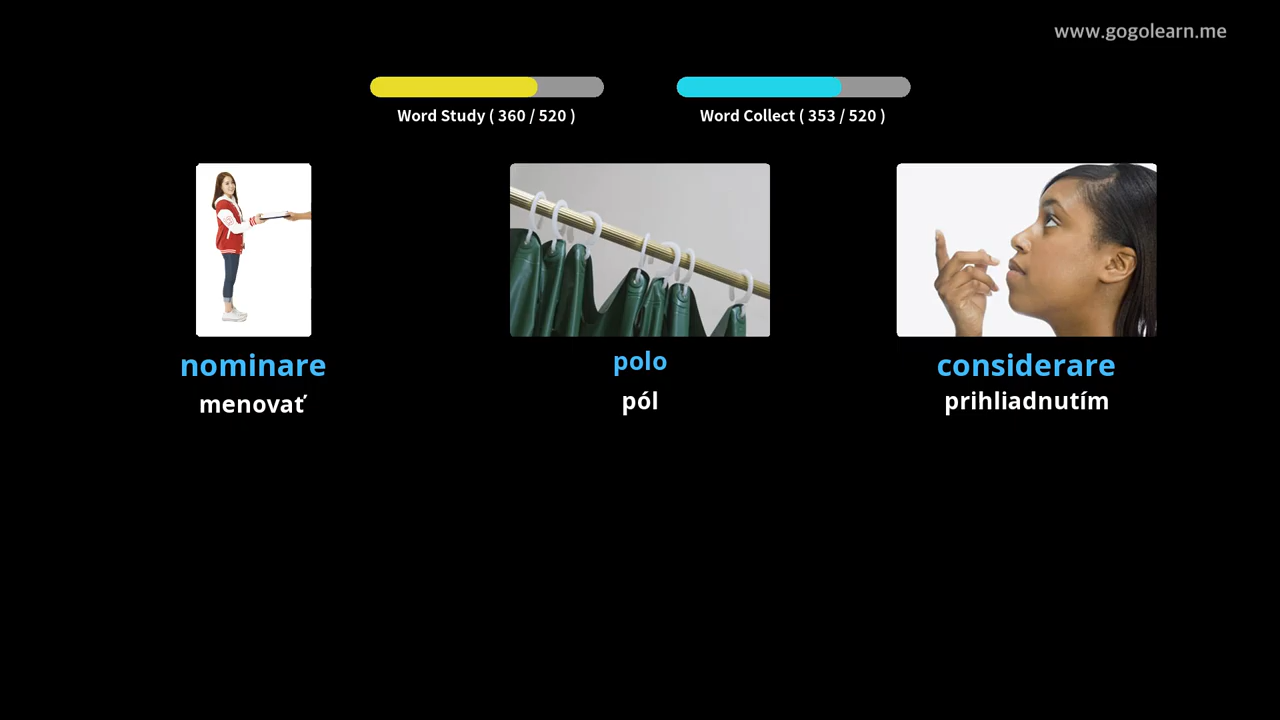 www.gogolearn.me
Word Study ( 360 / 520 )
Word Collect ( 353 / 520 )
nominare
menovať
polo
pól
considerare
prihliadnutím